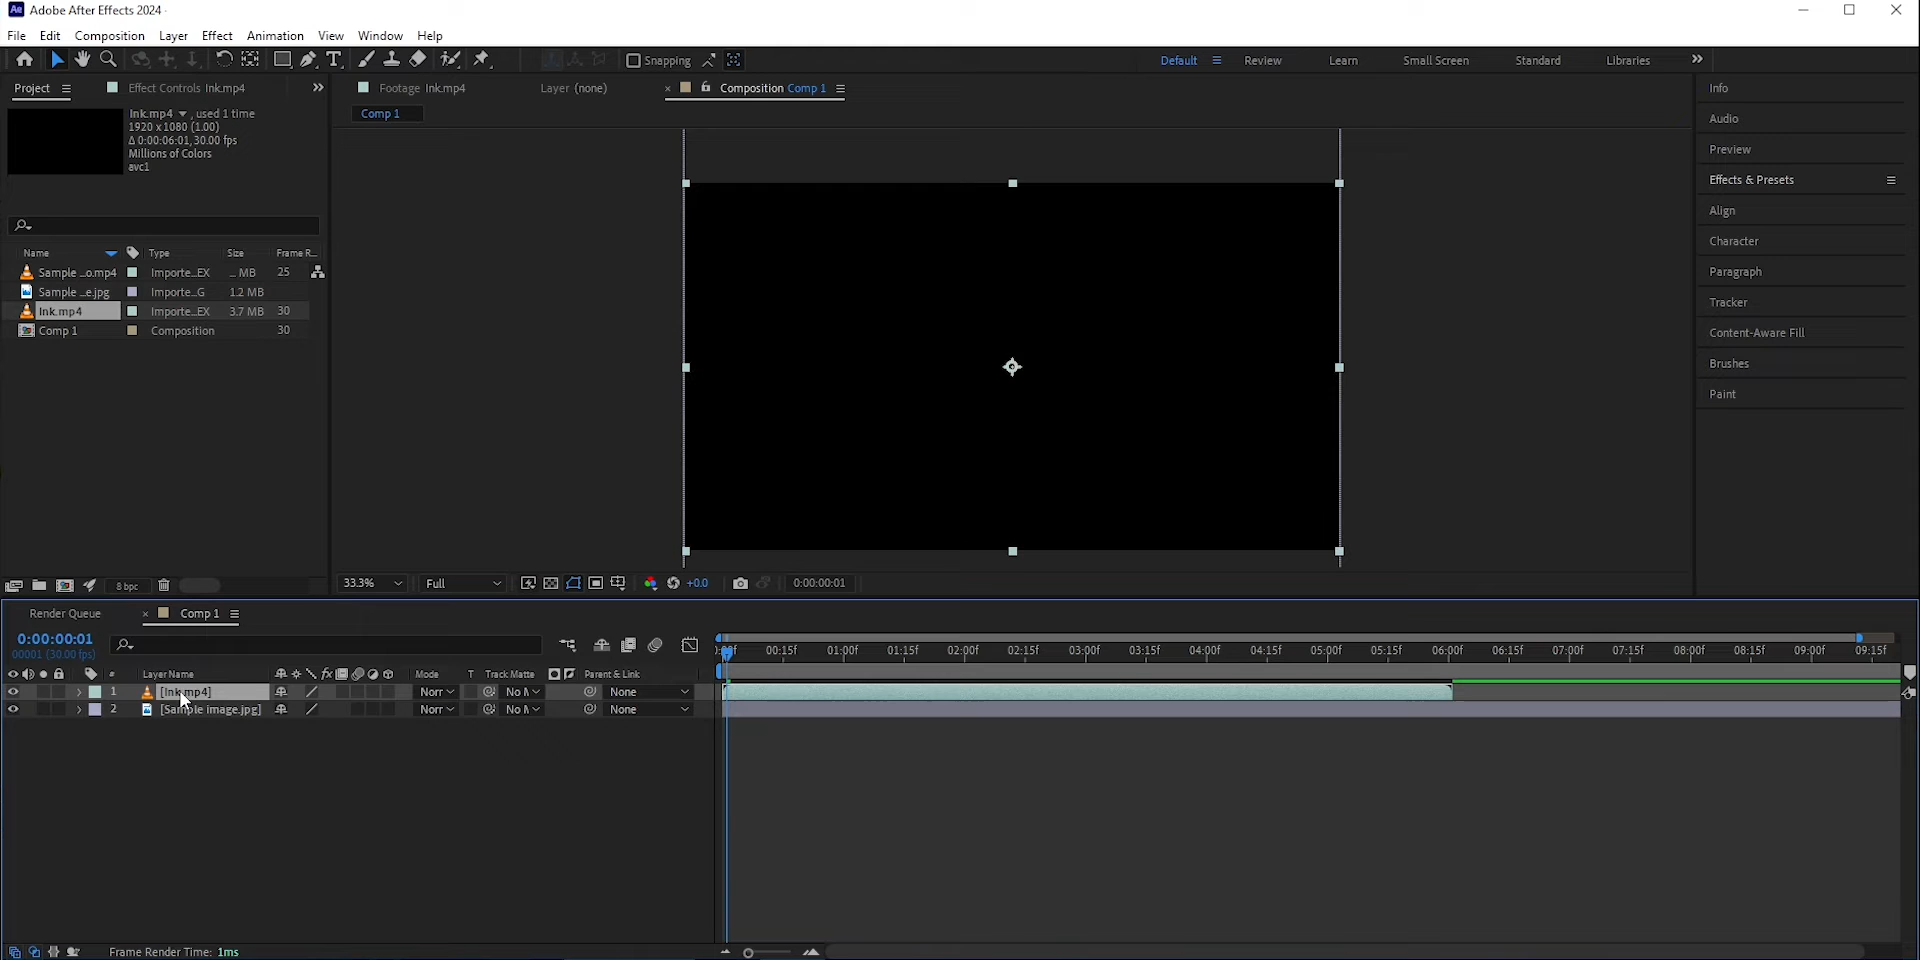 Ae Adobe After Effects 2024
File Edit Composition Layer Effect Animation View Window Help
Snapping
Default Review Learn Small Screen Standard Libraries
Project Effect Controls Ink.mp4
Footage Ink.mp4 Layer (none) Composition Comp 1
Comp 1
Ink.mp4 , used 1 time
1920 x 1080 (1.00)
Δ 0:00:06:01, 30.00 fps
Millions of Colors
avc1
Name Type Size Frame R...
Sample ...o.mp4 Importe...EX ... MB 25
Sample ...e.jpg Importe...G 1.2 MB
Ink.mp4 Importe...EX 3.7 MB 30
Comp 1 Composition 30
8 bpc
33.3% Full +0.0 0:00:00:01
Info
Audio
Preview
Effects & Presets
Align
Character
Paragraph
Tracker
Content-Aware Fill
Brushes
Paint
Render Queue Comp 1
0:00:00:01
00001 (30.00 fps)
00:15f 01:00f 01:15f 02:00f 02:15f 03:00f 03:15f 04:00f 04:15f 05:00f 05:15f 06:00f 06:15f 07:00f 07:15f 08:00f 08:15f 09:00f 09:15f
# Layer Name fx Mode T Track Matte Parent & Link
1 [Ink.mp4] Norr No M None
2 [Sample image.jpg] Norr No M None
Frame Render Time: 1ms